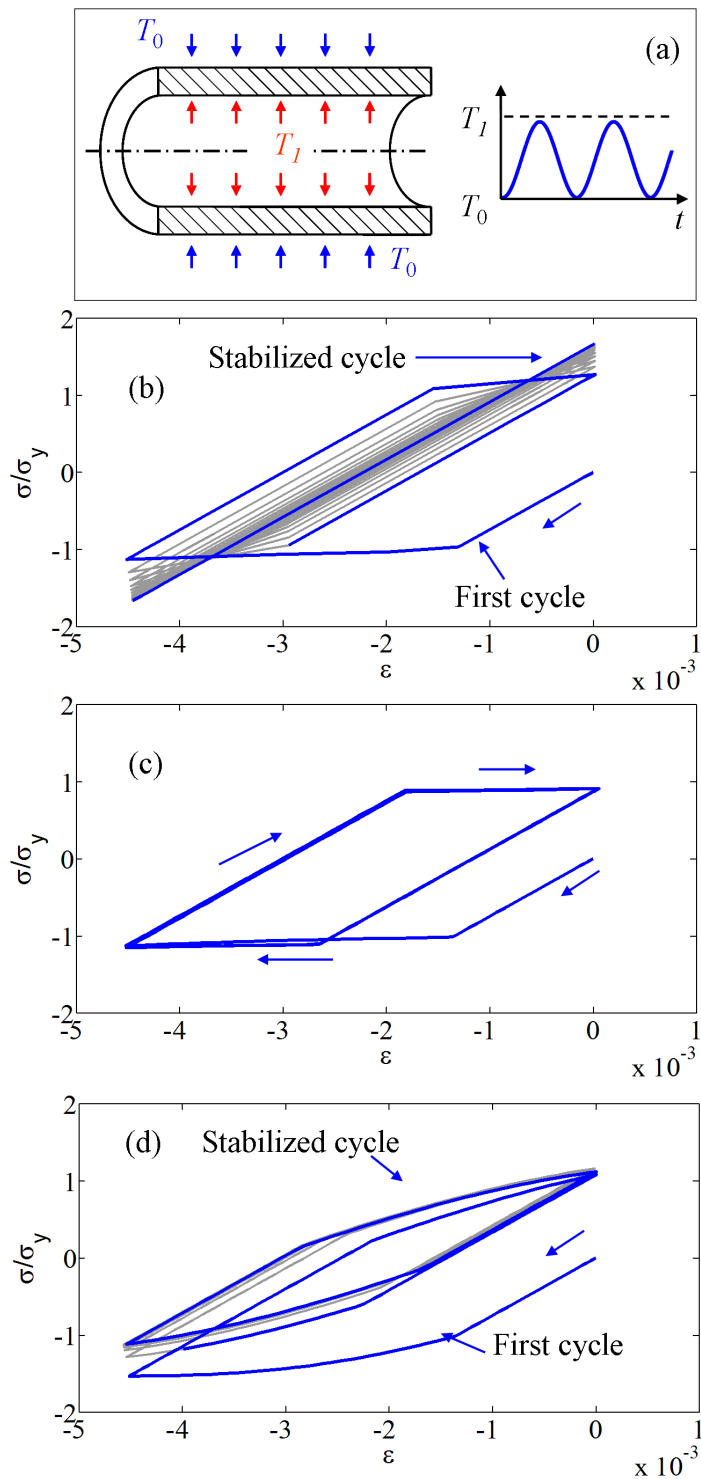 T0
(a)
T1
T1
T0
t
T0
2
Stabilized cycle
(b)
1
σ/σy
0
-1
First cycle
-2
-5 -4 -3 -2 -1 0 1
ε
x 10-3
2
(c)
1
σ/σy
0
-1
-2
-5 -4 -3 -2 -1 0 1
ε
x 10-3
2
(d)
Stabilized cycle
1
σ/σy
0
-1
First cycle
-2
-5 -4 -3 -2 -1 0 1
ε
x 10-3